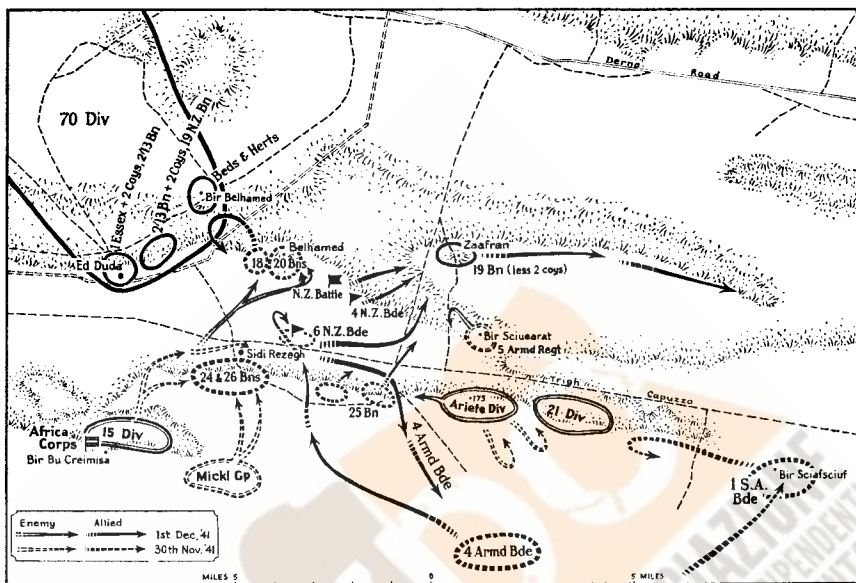 Derna Road
70 Div
1 Essex + 2 Coys, 2/13 Bn
2/13 Bn + 2 Coys, 19 N.Z. Bn
Beds & Herts
Bir Belhamed
Ed Duda
Belhamed
18 & 20 Bns
N.Z. Battle
4 N.Z. Bde
Zaafran
19 Bn (less 2 coys)
6 N.Z. Bde
Bir Sciuearat
5 Armd Regt
Sidi Rezegh
24 & 26 Bns
25 Bn
Trigh Capuzzo
175
Ariete Div
21 Div
Africa
Corps
15 Div
Bir Bu Creimisa
Mickl Gp
4 Armd Bde
1 S.A.
Bde
Bir Sciafsciuf
4 Armd Bde
Enemy Allied
1st. Dec, '41
30th Nov, '41
MILES 5 0 5 MILES